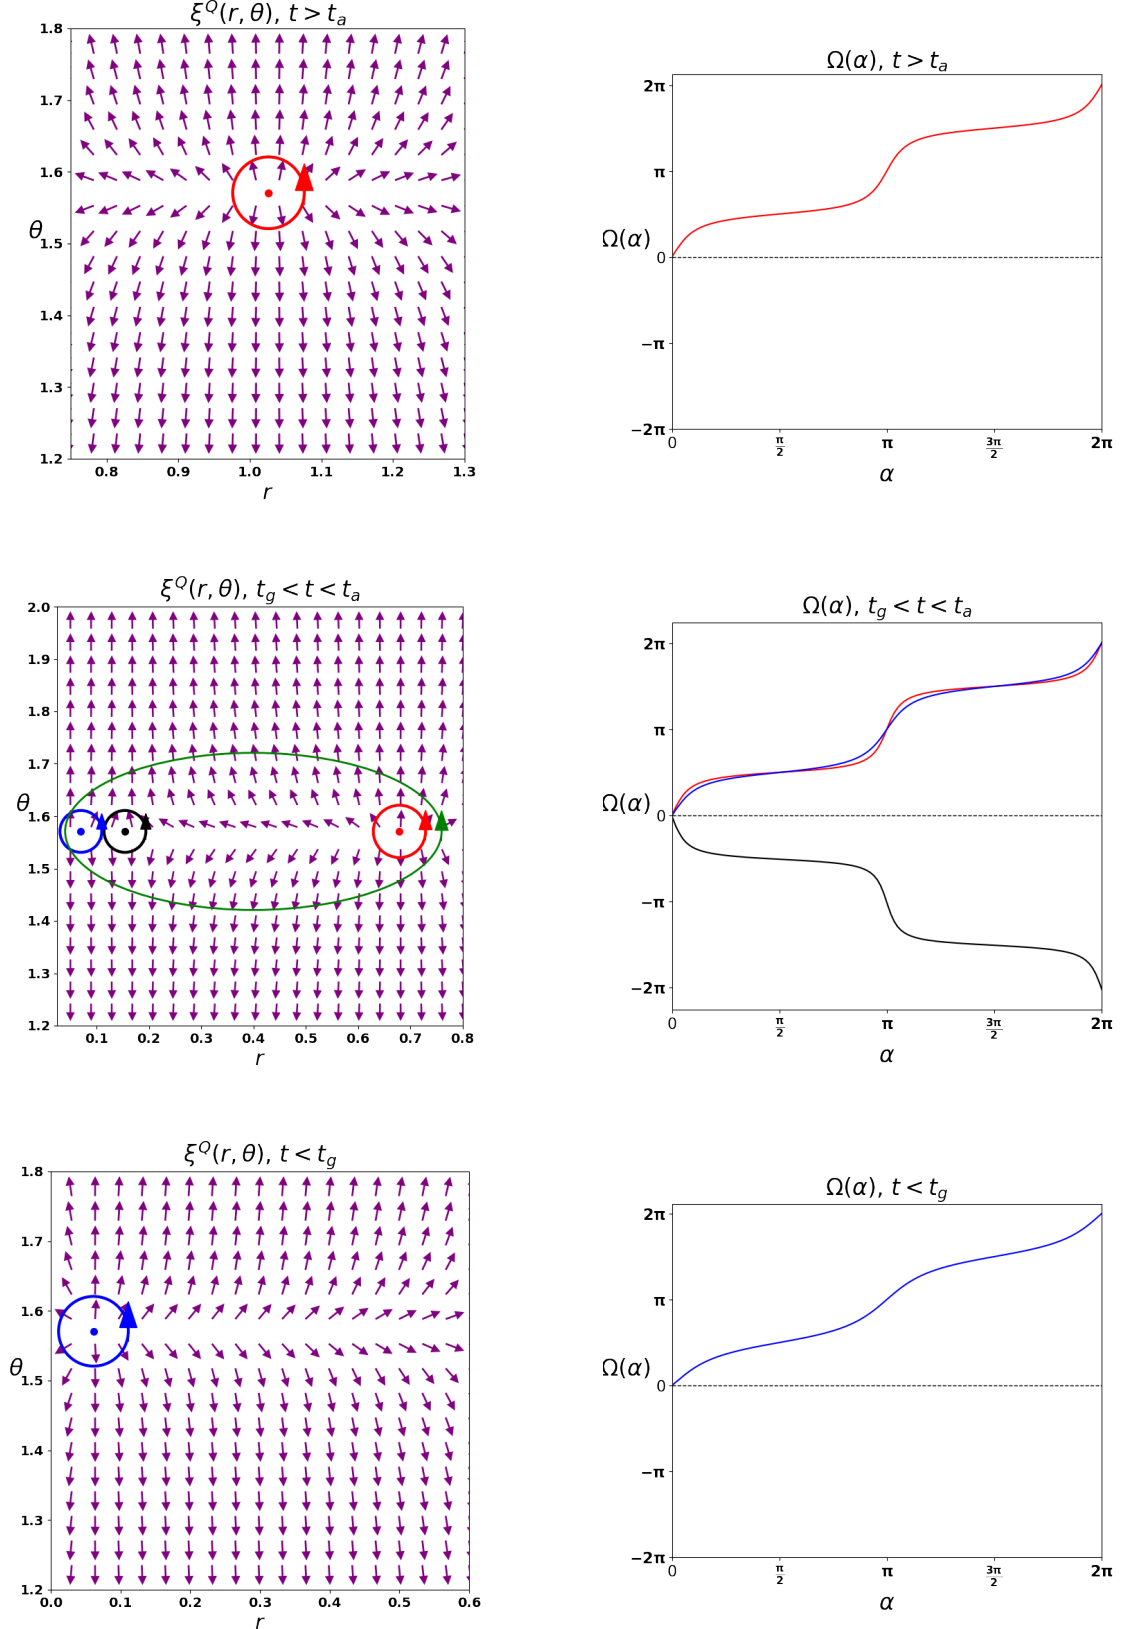 ξ^Q(r, θ), t > t_a
1.8
1.7
1.6
1.5
1.4
1.3
1.2
θ
0.8 0.9 1.0 1.1 1.2 1.3
r
Ω(α), t > t_a
2π
π
0
−π
−2π
Ω(α)
0 π/2 π 3π/2 2π
α
ξ^Q(r, θ), t_g < t < t_a
2.0
1.9
1.8
1.7
1.6
1.5
1.4
1.3
1.2
θ
0.1 0.2 0.3 0.4 0.5 0.6 0.7 0.8
r
Ω(α), t_g < t < t_a
2π
π
0
−π
−2π
Ω(α)
0 π/2 π 3π/2 2π
α
ξ^Q(r, θ), t < t_g
1.8
1.7
1.6
1.5
1.4
1.3
1.2
θ
0.0 0.1 0.2 0.3 0.4 0.5 0.6
r
Ω(α), t < t_g
2π
π
0
−π
−2π
Ω(α)
0 π/2 π 3π/2 2π
α